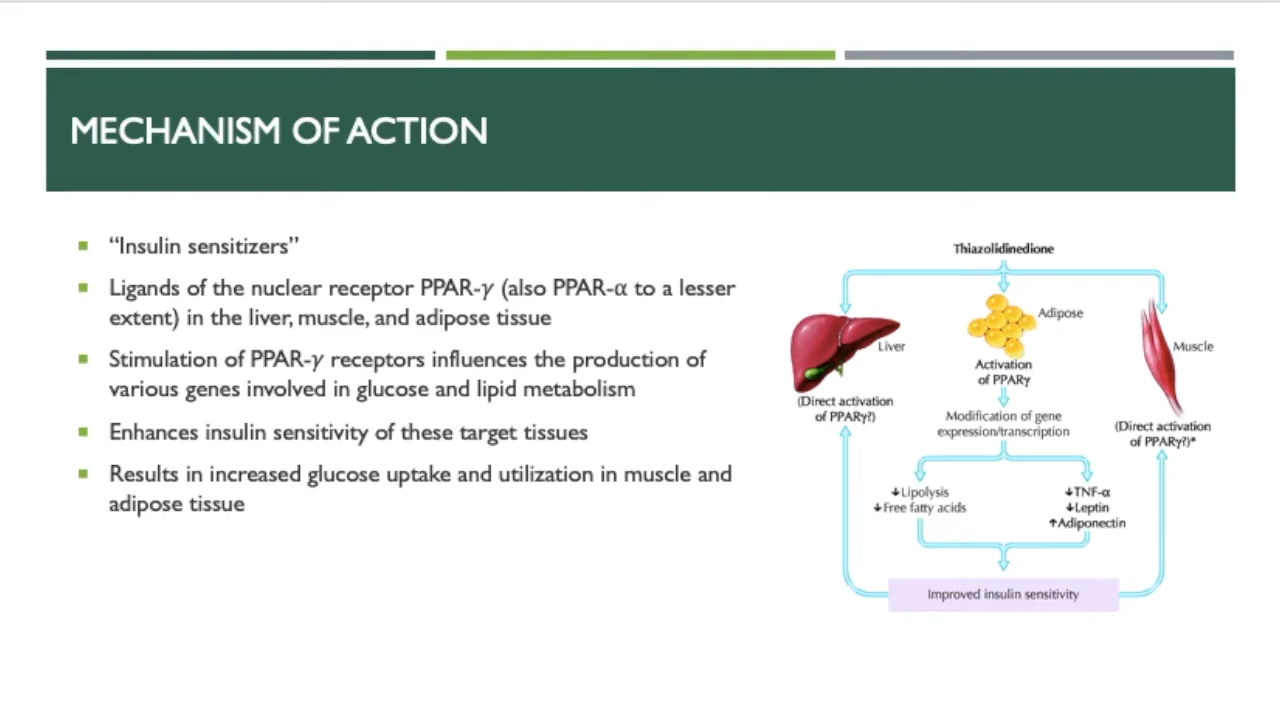 MECHANISM OF ACTION
“Insulin sensitizers”
Ligands of the nuclear receptor PPAR-γ (also PPAR-α to a lesser
extent) in the liver, muscle, and adipose tissue
Stimulation of PPAR-γ receptors influences the production of
various genes involved in glucose and lipid metabolism
Enhances insulin sensitivity of these target tissues
Results in increased glucose uptake and utilization in muscle and
adipose tissue
Thiazolidinedione
Liver
(Direct activation
of PPARγ?)
Adipose
Activation
of PPARγ
Modification of gene
expression/transcription
Muscle
(Direct activation
of PPARγ?)*
↓Lipolysis
↓Free fatty acids
↓TNF-α
↓Leptin
↑Adiponectin
Improved insulin sensitivity